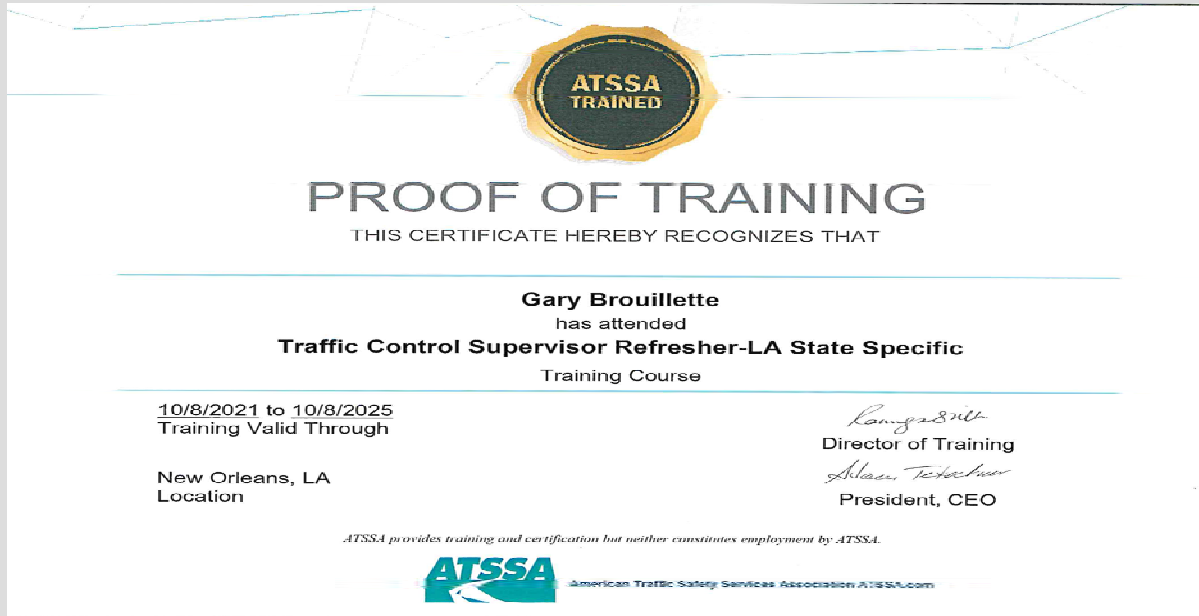 ATSSA
TRAINED
PROOF OF TRAINING
THIS CERTIFICATE HEREBY RECOGNIZES THAT
Gary Brouillette
has attended
Traffic Control Supervisor Refresher-LA State Specific
Training Course
10/8/2021 to 10/8/2025
Training Valid Through
New Orleans, LA
Location
Director of Training
President, CEO
ATSSA provides training and certification but neither constitutes employment by ATSSA.
ATSSA
American Traffic Safety Services Association ATSSA.com